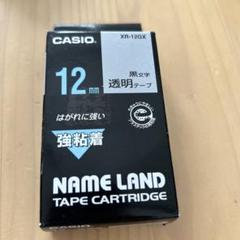 CASIO
XR-12GX
12mm
黒文字
透明テープ
はがれに強い
強粘着
NAME LAND
TAPE CARTRIDGE